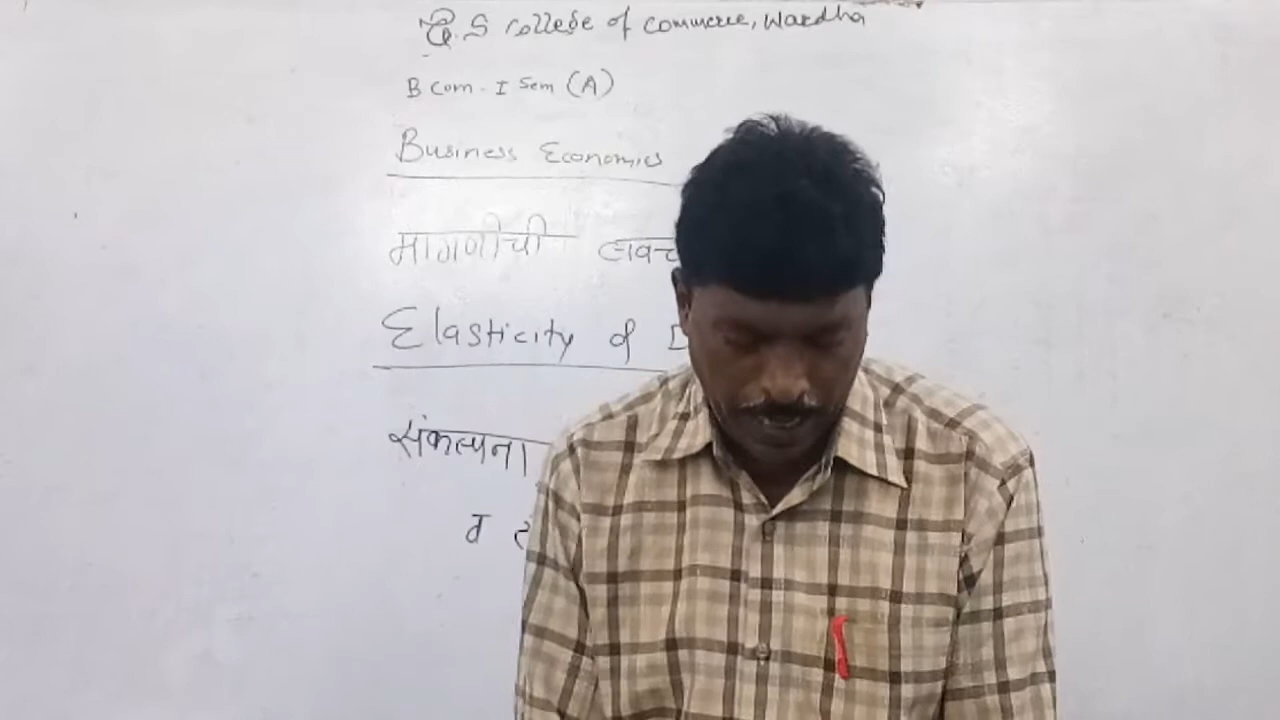 S College of Commerce, Wardha
B Com - I Sem (A)
Business Economics
मागणीची
Elasticity of
संकल्पना
व